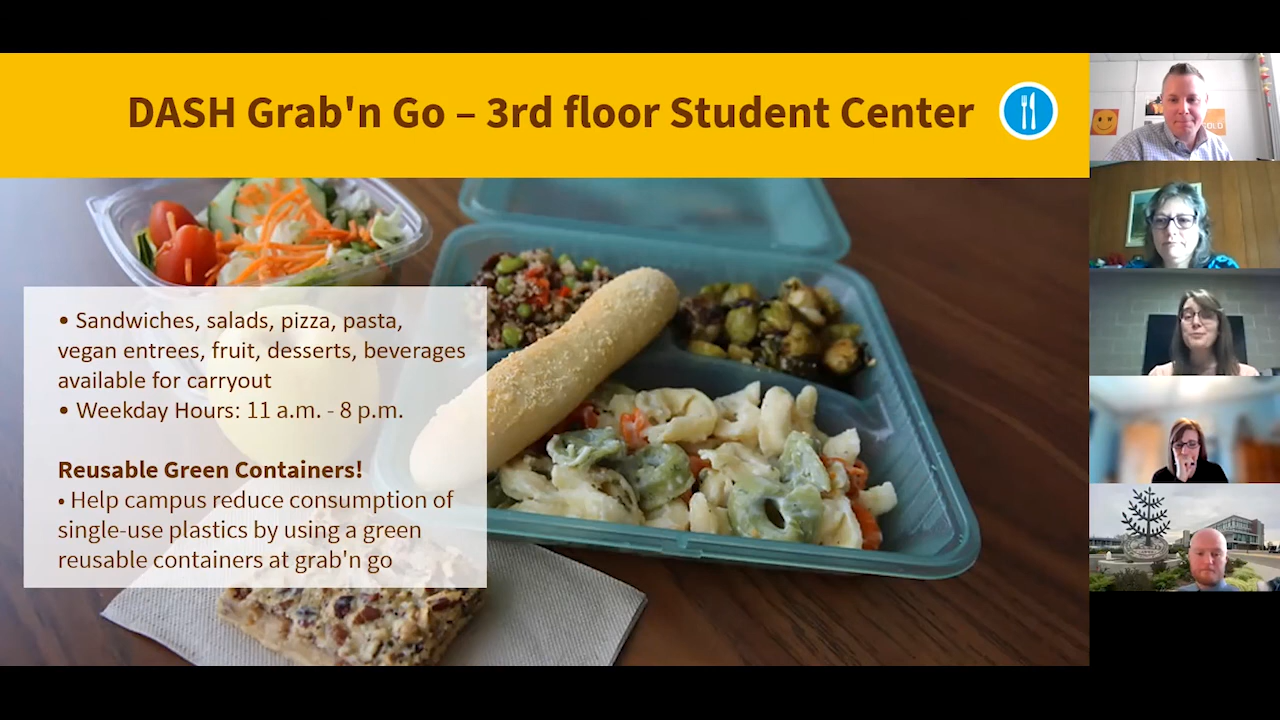 DASH Grab'n Go – 3rd floor Student Center
• Sandwiches, salads, pizza, pasta,
vegan entrees, fruit, desserts, beverages
available for carryout
• Weekday Hours: 11 a.m. - 8 p.m.
Reusable Green Containers!
• Help campus reduce consumption of
single-use plastics by using a green
reusable containers at grab'n go